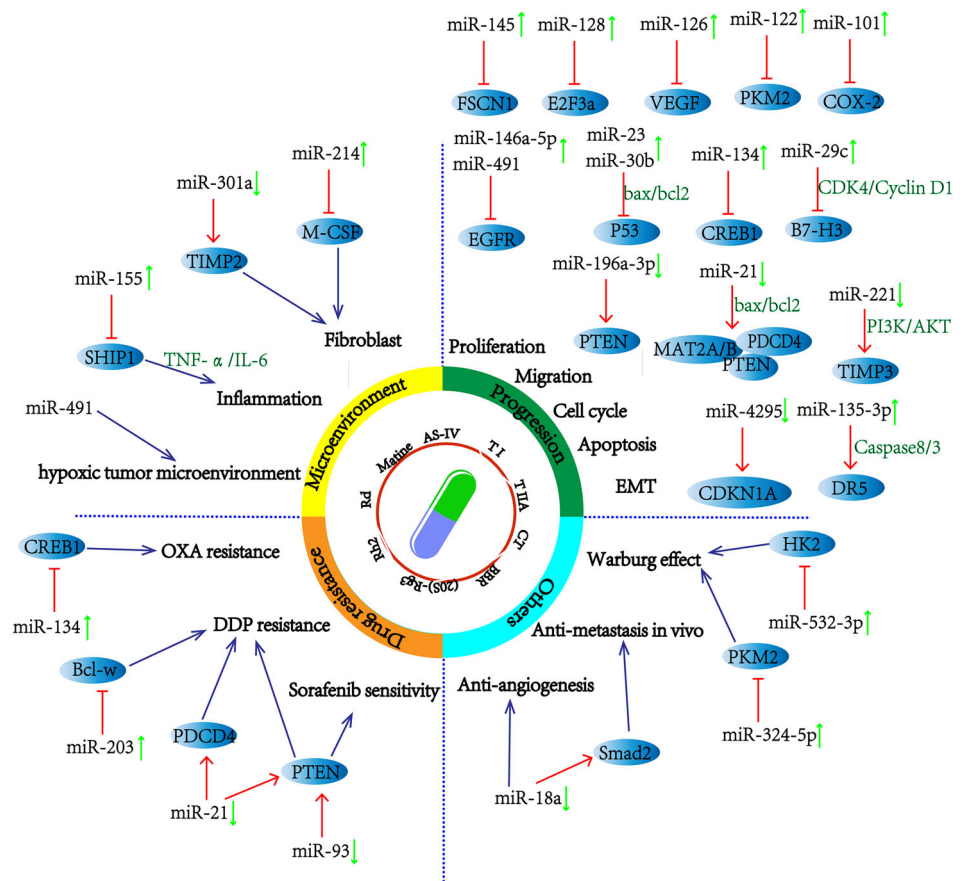 miR-145
miR-128
miR-126
miR-122
miR-101
FSCN1
E2F3a
VEGF
PKM2
COX-2
miR-146a-5p
miR-491
EGFR
miR-23
miR-30b
bax/bcl2
P53
miR-134
CREB1
miR-29c
CDK4/Cyclin D1
B7-H3
miR-196a-3p
PTEN
miR-21
bax/bcl2
MAT2A/B
PDCD4
PTEN
miR-221
PI3K/AKT
TIMP3
miR-4295
CDKN1A
miR-135-3p
Caspase8/3
DR5
Proliferation
Migration
Cell cycle
Apoptosis
EMT
miR-214
M-CSF
miR-301a
TIMP2
Fibroblast
miR-155
SHIP1
TNF- α /IL-6
Inflammation
miR-491
hypoxic tumor microenvironment
Microenvironment
Progression
Drug resistance
Others
AS-IV
T I
T IIA
CT
BBR
(20S)-Rg3
Rh2
Rd
Matine
CREB1
OXA resistance
miR-134
DDP resistance
Bcl-w
miR-203
Sorafenib sensitivity
PDCD4
PTEN
miR-21
miR-93
Warburg effect
HK2
miR-532-3p
Anti-metastasis in vivo
PKM2
miR-324-5p
Anti-angiogenesis
Smad2
miR-18a